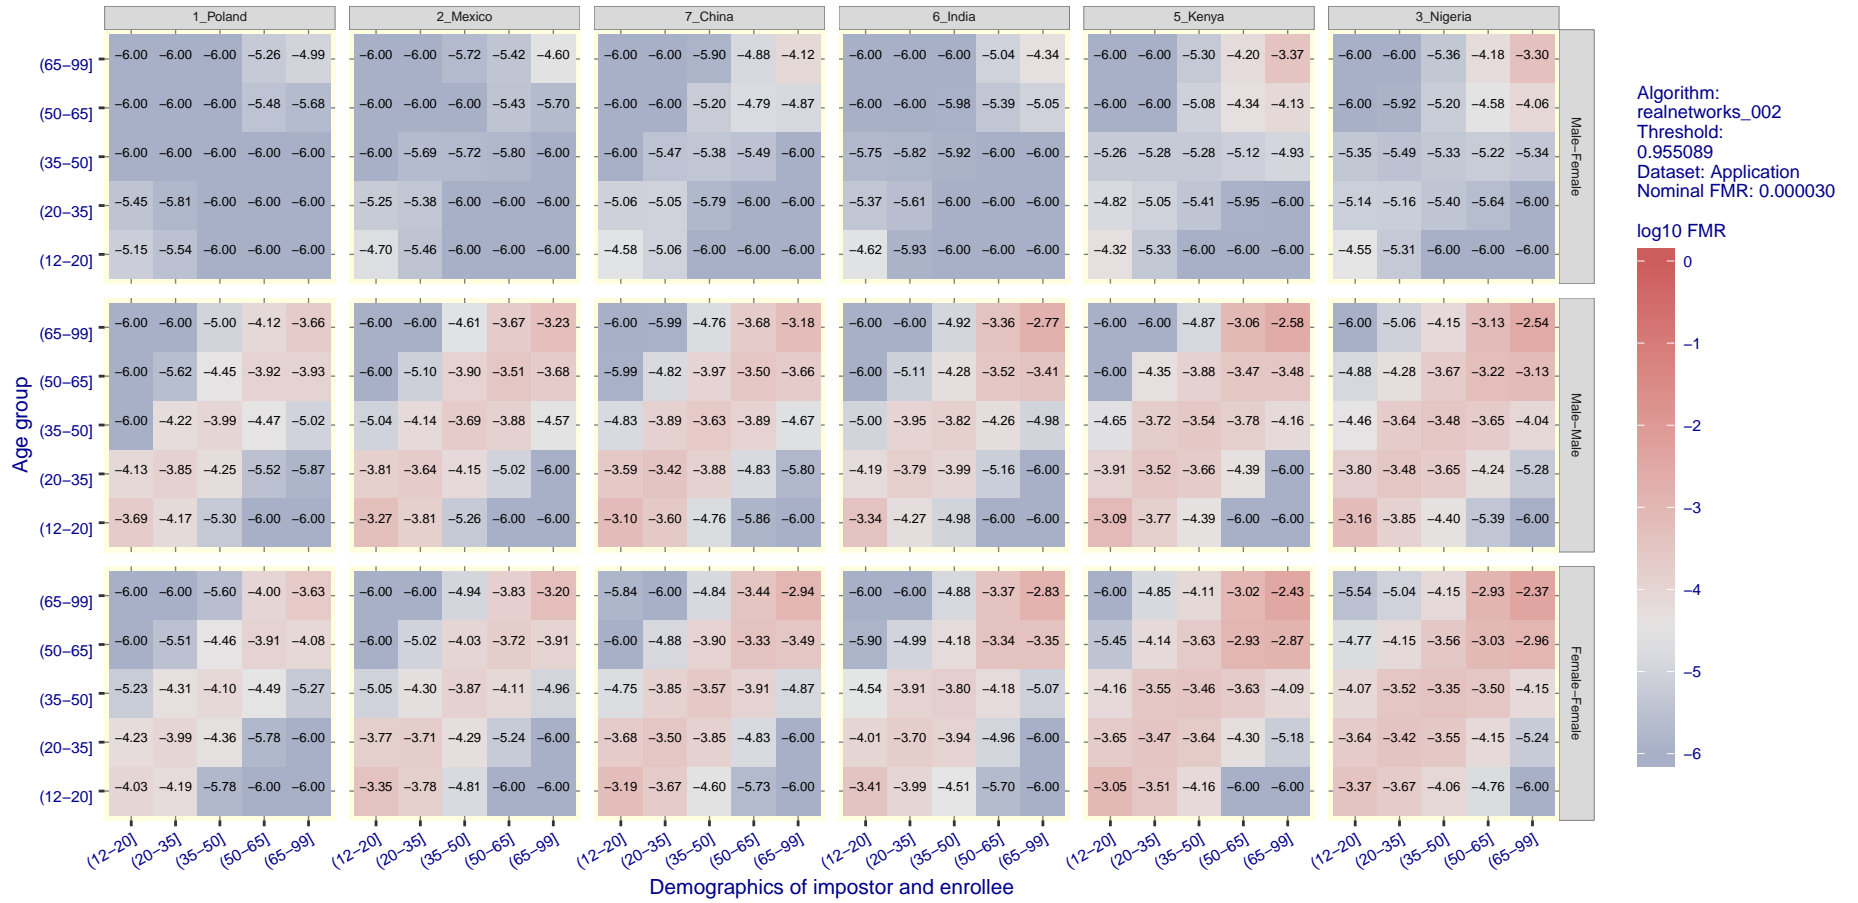 1_Poland 2_Mexico 7_China 6_India 5_Kenya 3_Nigeria
(65−99] −6.00 −6.00 −6.00 −5.26 −4.99 −6.00 −6.00 −5.72 −5.42 −4.60 −6.00 −6.00 −5.90 −4.88 −4.12 −6.00 −6.00 −6.00 −5.04 −4.34 −6.00 −6.00 −5.30 −4.20 −3.37 −6.00 −6.00 −5.36 −4.18 −3.30
(50−65] −6.00 −6.00 −6.00 −5.48 −5.68 −6.00 −6.00 −6.00 −5.43 −5.70 −6.00 −6.00 −5.20 −4.79 −4.87 −6.00 −6.00 −5.98 −5.39 −5.05 −6.00 −6.00 −5.08 −4.34 −4.13 −6.00 −5.92 −5.20 −4.58 −4.06
(35−50] −6.00 −6.00 −6.00 −6.00 −6.00 −6.00 −5.69 −5.72 −5.80 −6.00 −6.00 −5.47 −5.38 −5.49 −6.00 −5.75 −5.82 −5.92 −6.00 −6.00 −5.26 −5.28 −5.28 −5.12 −4.93 −5.35 −5.49 −5.33 −5.22 −5.34
(20−35] −5.45 −5.81 −6.00 −6.00 −6.00 −5.25 −5.38 −6.00 −6.00 −6.00 −5.06 −5.05 −5.79 −6.00 −6.00 −5.37 −5.61 −6.00 −6.00 −6.00 −4.82 −5.05 −5.41 −5.95 −6.00 −5.14 −5.16 −5.40 −5.64 −6.00
(12−20] −5.15 −5.54 −6.00 −6.00 −6.00 −4.70 −5.46 −6.00 −6.00 −6.00 −4.58 −5.06 −6.00 −6.00 −6.00 −4.62 −5.93 −6.00 −6.00 −6.00 −4.32 −5.33 −6.00 −6.00 −6.00 −4.55 −5.31 −6.00 −6.00 −6.00
Male−Female
(65−99] −6.00 −6.00 −5.00 −4.12 −3.66 −6.00 −6.00 −4.61 −3.67 −3.23 −6.00 −5.99 −4.76 −3.68 −3.18 −6.00 −6.00 −4.92 −3.36 −2.77 −6.00 −6.00 −4.87 −3.06 −2.58 −6.00 −5.06 −4.15 −3.13 −2.54
(50−65] −6.00 −5.62 −4.45 −3.92 −3.93 −6.00 −5.10 −3.90 −3.51 −3.68 −5.99 −4.82 −3.97 −3.50 −3.66 −6.00 −5.11 −4.28 −3.52 −3.41 −6.00 −4.35 −3.88 −3.47 −3.48 −4.88 −4.28 −3.67 −3.22 −3.13
(35−50] −6.00 −4.22 −3.99 −4.47 −5.02 −5.04 −4.14 −3.69 −3.88 −4.57 −4.83 −3.89 −3.63 −3.89 −4.67 −5.00 −3.95 −3.82 −4.26 −4.98 −4.65 −3.72 −3.54 −3.78 −4.16 −4.46 −3.64 −3.48 −3.65 −4.04
(20−35] −4.13 −3.85 −4.25 −5.52 −5.87 −3.81 −3.64 −4.15 −5.02 −6.00 −3.59 −3.42 −3.88 −4.83 −5.80 −4.19 −3.79 −3.99 −5.16 −6.00 −3.91 −3.52 −3.66 −4.39 −6.00 −3.80 −3.48 −3.65 −4.24 −5.28
(12−20] −3.69 −4.17 −5.30 −6.00 −6.00 −3.27 −3.81 −5.26 −6.00 −6.00 −3.10 −3.60 −4.76 −5.86 −6.00 −3.34 −4.27 −4.98 −6.00 −6.00 −3.09 −3.77 −4.39 −6.00 −6.00 −3.16 −3.85 −4.40 −5.39 −6.00
Male−Male
(65−99] −6.00 −6.00 −5.60 −4.00 −3.63 −6.00 −6.00 −4.94 −3.83 −3.20 −5.84 −6.00 −4.84 −3.44 −2.94 −6.00 −6.00 −4.88 −3.37 −2.83 −6.00 −4.85 −4.11 −3.02 −2.43 −5.54 −5.04 −4.15 −2.93 −2.37
(50−65] −6.00 −5.51 −4.46 −3.91 −4.08 −6.00 −5.02 −4.03 −3.72 −3.91 −6.00 −4.88 −3.90 −3.33 −3.49 −5.90 −4.99 −4.18 −3.34 −3.35 −5.45 −4.14 −3.63 −2.93 −2.87 −4.77 −4.15 −3.56 −3.03 −2.96
(35−50] −5.23 −4.31 −4.10 −4.49 −5.27 −5.05 −4.30 −3.87 −4.11 −4.96 −4.75 −3.85 −3.57 −3.91 −4.87 −4.54 −3.91 −3.80 −4.18 −5.07 −4.16 −3.55 −3.46 −3.63 −4.09 −4.07 −3.52 −3.35 −3.50 −4.15
(20−35] −4.23 −3.99 −4.36 −5.78 −6.00 −3.77 −3.71 −4.29 −5.24 −6.00 −3.68 −3.50 −3.85 −4.83 −6.00 −4.01 −3.70 −3.94 −4.96 −6.00 −3.65 −3.47 −3.64 −4.30 −5.18 −3.64 −3.42 −3.55 −4.15 −5.24
(12−20] −4.03 −4.19 −5.78 −6.00 −6.00 −3.35 −3.78 −4.81 −6.00 −6.00 −3.19 −3.67 −4.60 −5.73 −6.00 −3.41 −3.99 −4.51 −5.70 −6.00 −3.05 −3.51 −4.16 −6.00 −6.00 −3.37 −3.67 −4.06 −4.76 −6.00
Female−Female
(12−20] (20−35] (35−50] (50−65] (65−99] (12−20] (20−35] (35−50] (50−65] (65−99] (12−20] (20−35] (35−50] (50−65] (65−99] (12−20] (20−35] (35−50] (50−65] (65−99] (12−20] (20−35] (35−50] (50−65] (65−99] (12−20] (20−35] (35−50] (50−65] (65−99]
Demographics of impostor and enrollee
Age group
Algorithm:
realnetworks_002
Threshold:
0.955089
Dataset: Application
Nominal FMR: 0.000030
log10 FMR
0
−1
−2
−3
−4
−5
−6